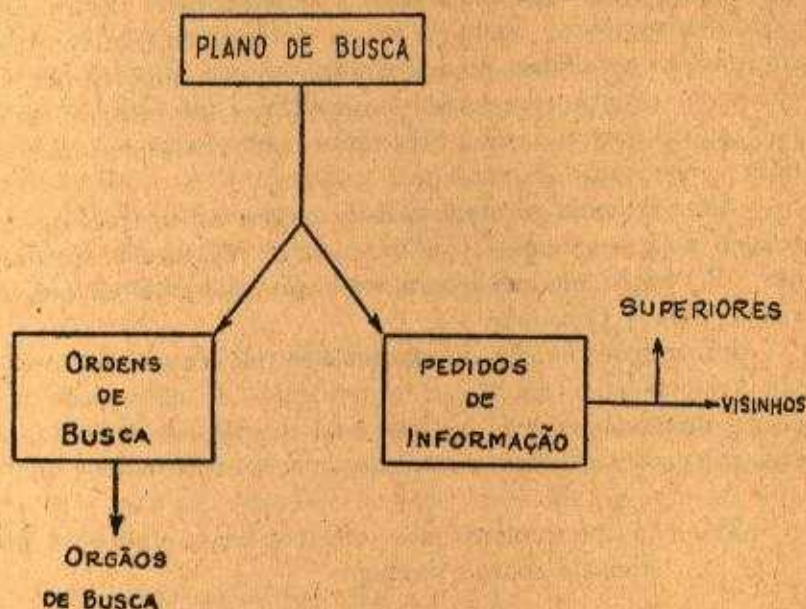 PLANO DE BUSCA
SUPERIORES
ORDENS
DE
BUSCA
PEDIDOS
DE
INFORMAÇÃO
VISINHOS
ORGÃOS
DE BUSCA